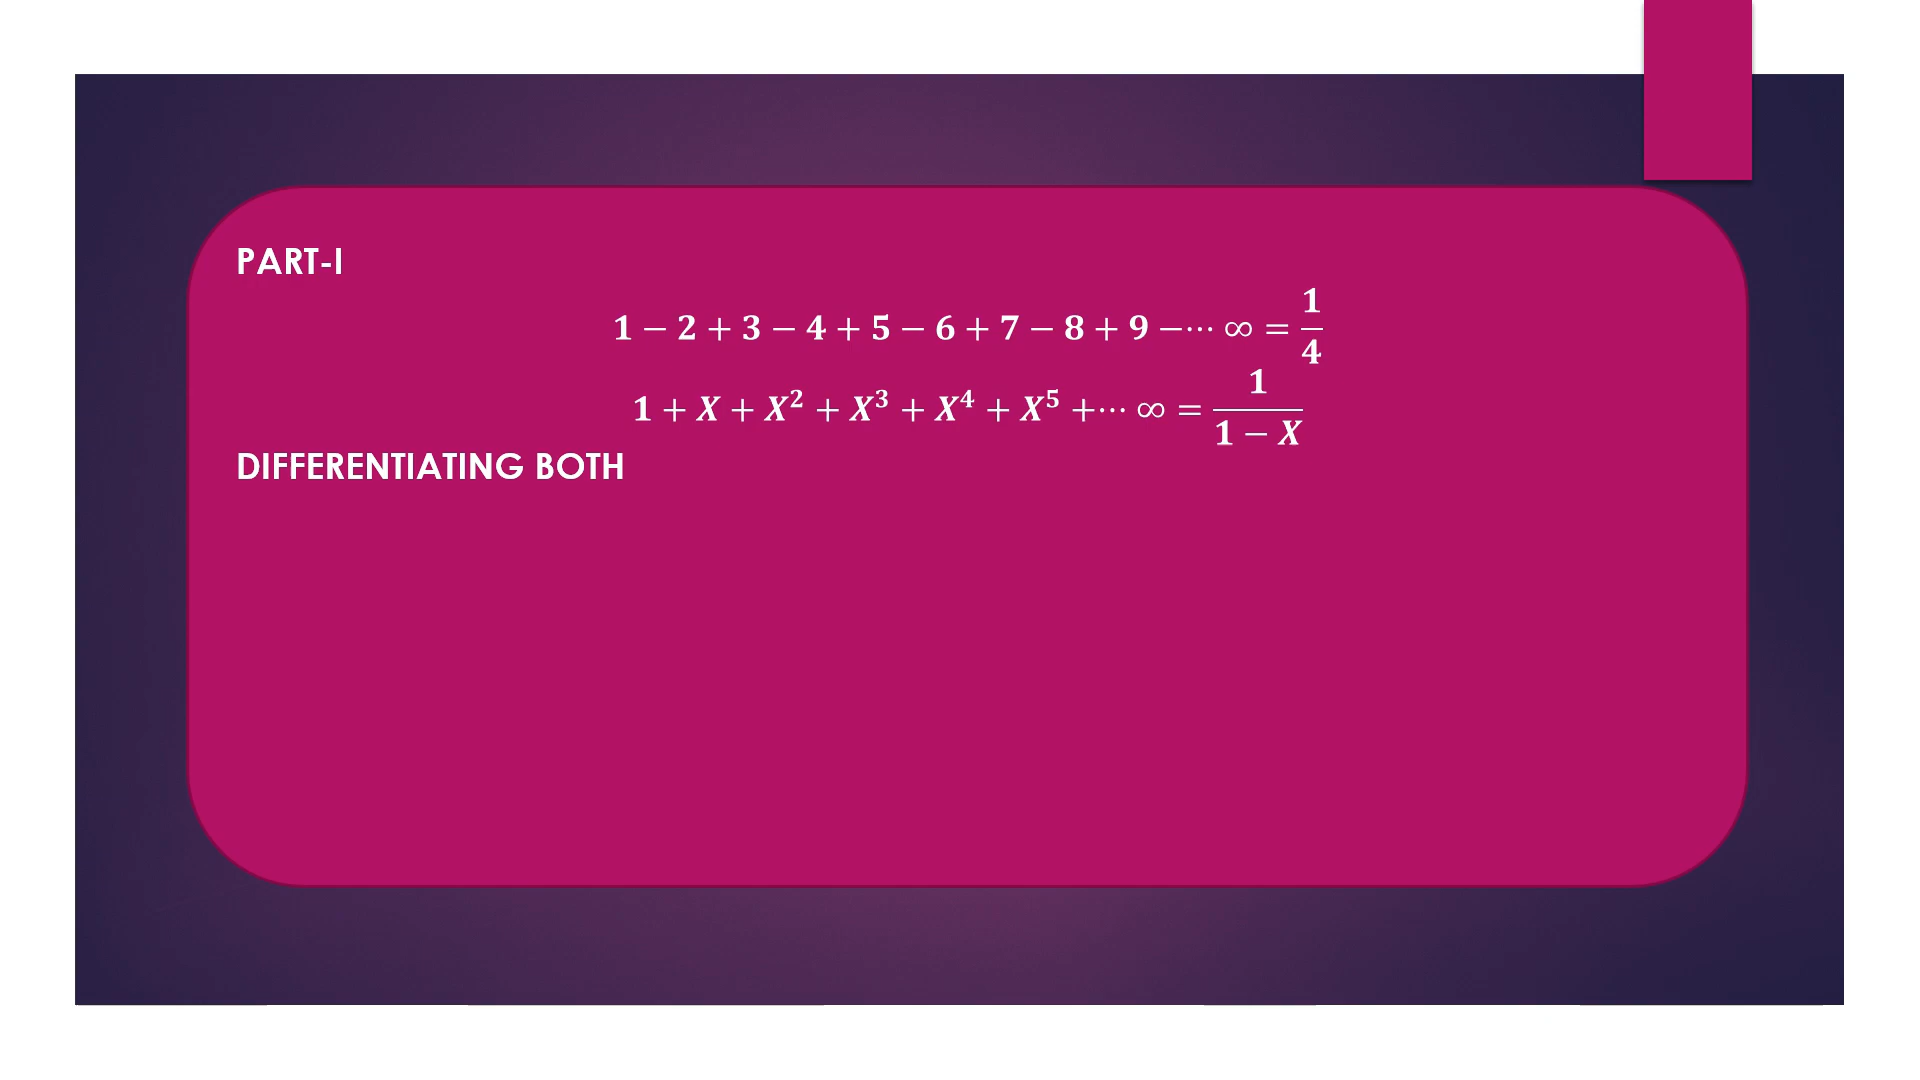 PART-I
1 − 2 + 3 − 4 + 5 − 6 + 7 − 8 + 9 −⋯ ∞ = 1/4
1 + X + X² + X³ + X⁴ + X⁵ +⋯ ∞ = 1/(1 − X)
DIFFERENTIATING BOTH